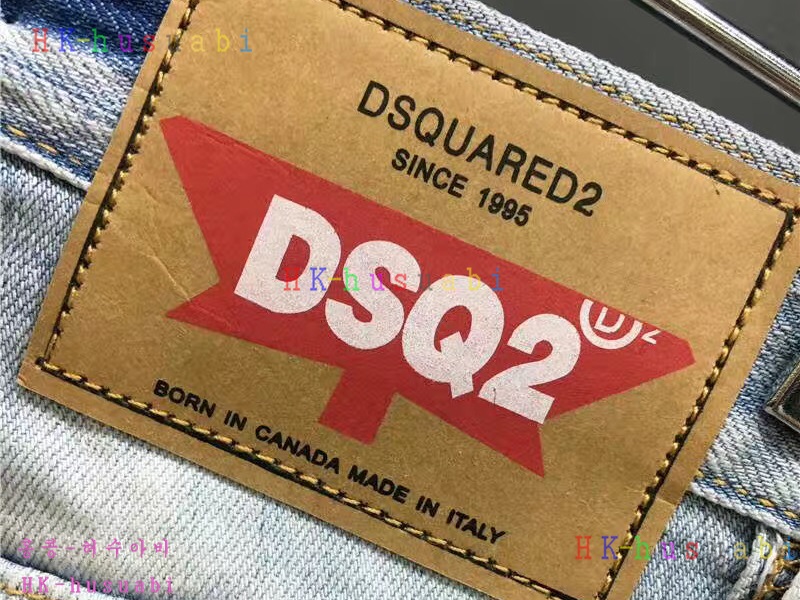 HK-husuabi
DSQUARED2
SINCE 1995
DSQ2
D2
HK-husuabi
BORN IN CANADA MADE IN ITALY
홍콩-허수아비
HK-husuabi
HK-husuabi